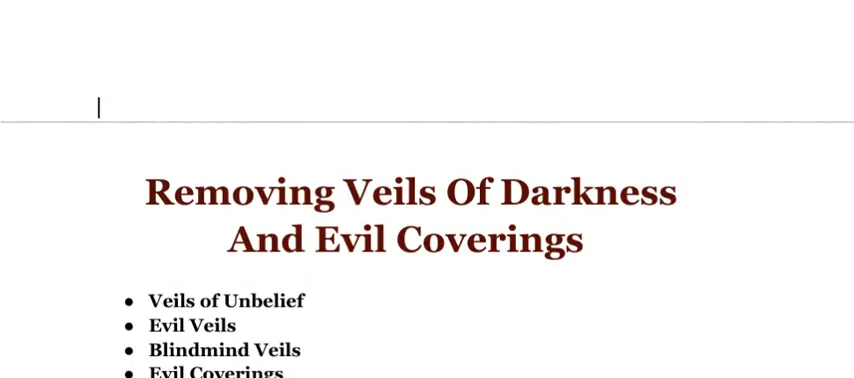 Removing Veils Of Darkness
And Evil Coverings
● Veils of Unbelief
● Evil Veils
● Blindmind Veils
● Evil Coverings